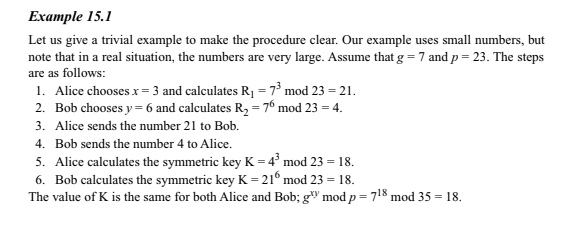 Example 15.1
Let us give a trivial example to make the procedure clear. Our example uses small numbers, but
note that in a real situation, the numbers are very large. Assume that g = 7 and p = 23. The steps
are as follows:
1. Alice chooses x = 3 and calculates R₁ = 7³ mod 23 = 21.
2. Bob chooses y = 6 and calculates R₂ = 7⁶ mod 23 = 4.
3. Alice sends the number 21 to Bob.
4. Bob sends the number 4 to Alice.
5. Alice calculates the symmetric key K = 4³ mod 23 = 18.
6. Bob calculates the symmetric key K = 21⁶ mod 23 = 18.
The value of K is the same for both Alice and Bob; gˣʸ mod p = 7¹⁸ mod 35 = 18.